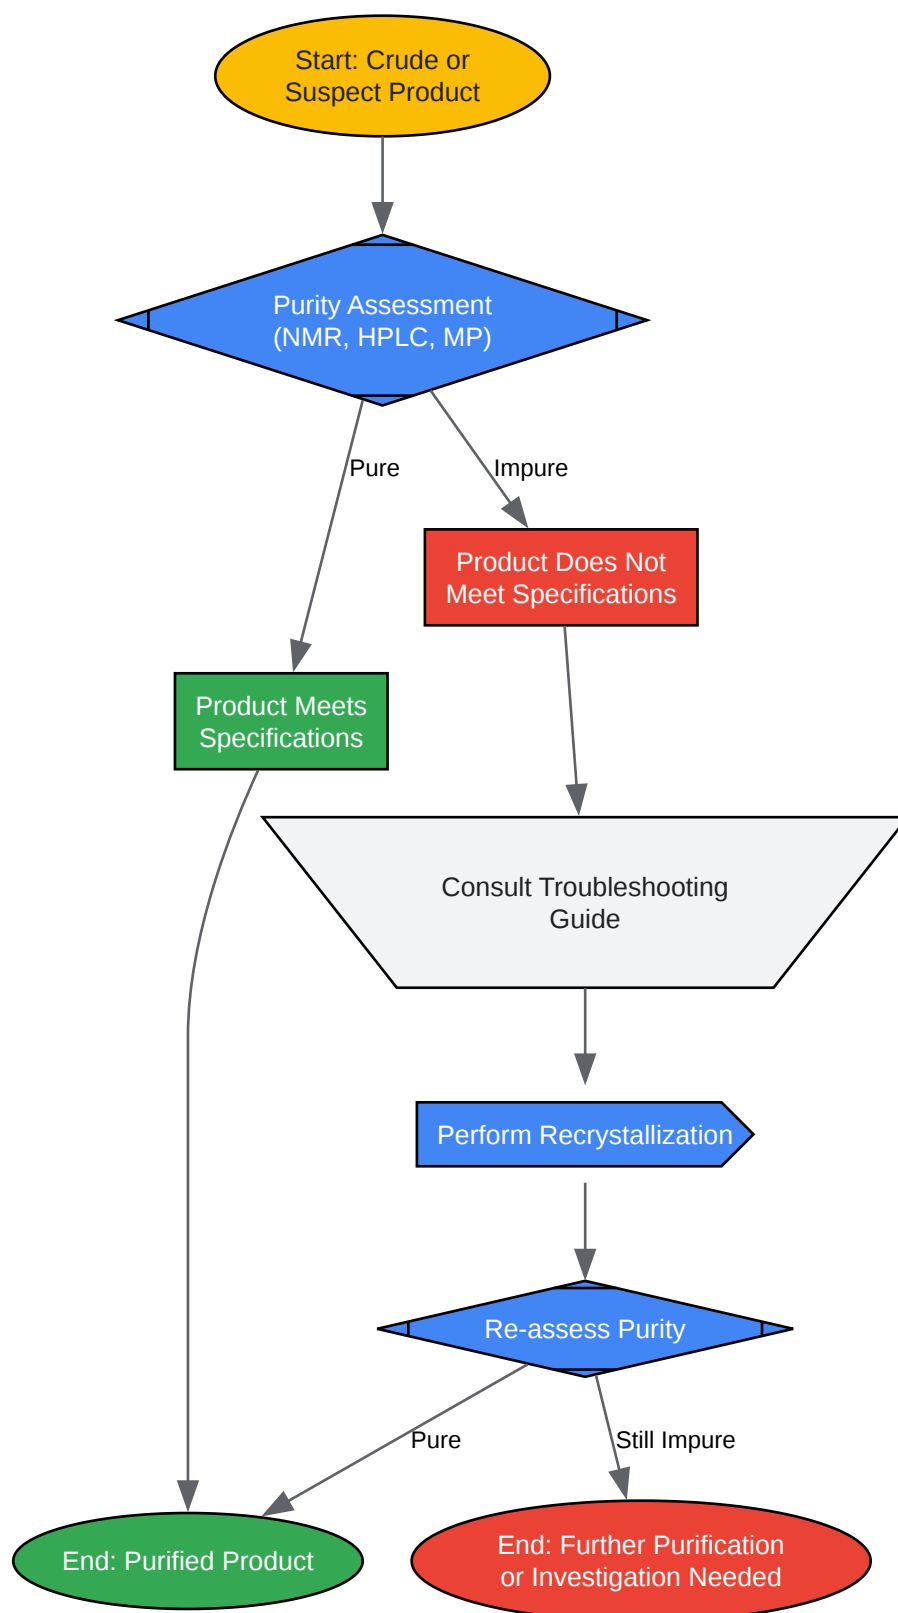 Start: Crude or
Suspect Product
Purity Assessment
(NMR, HPLC, MP)
Pure
Impure
Product Does Not
Meet Specifications
Product Meets
Specifications
Consult Troubleshooting
Guide
Perform Recrystallization
Re-assess Purity
Pure
Still Impure
End: Purified Product
End: Further Purification
or Investigation Needed